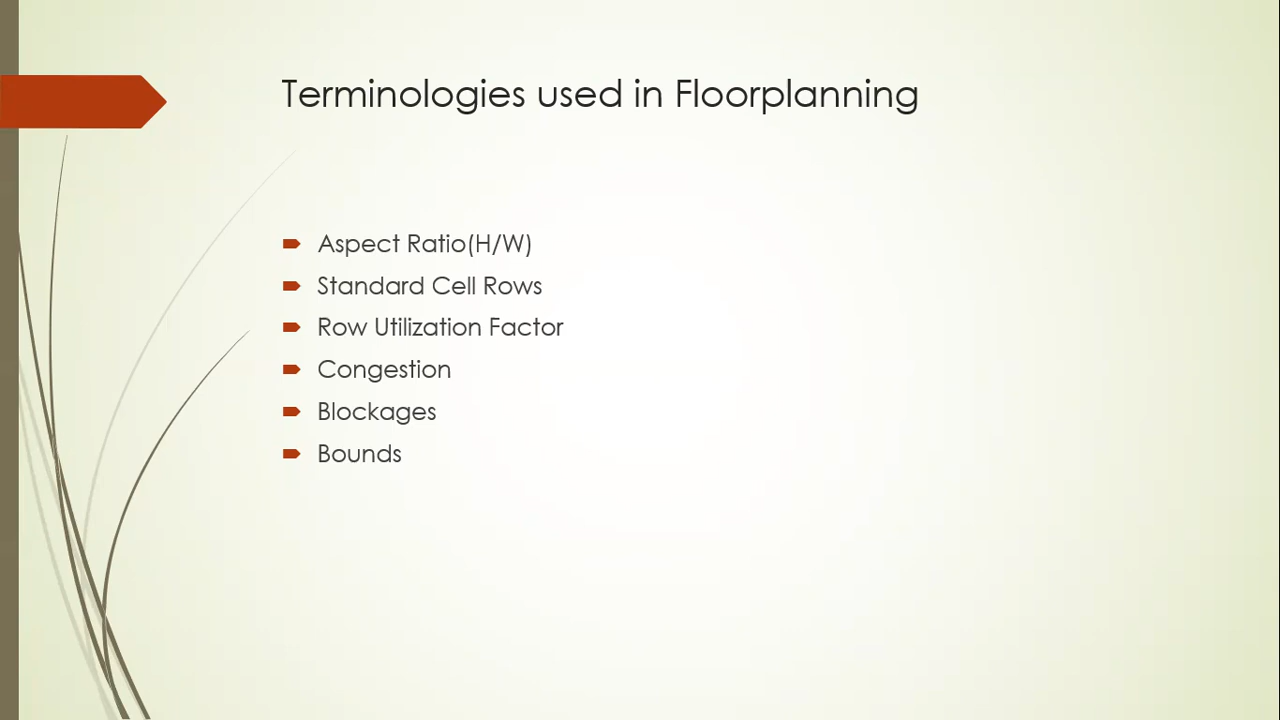 Terminologies used in Floorplanning
Aspect Ratio(H/W)
Standard Cell Rows
Row Utilization Factor
Congestion
Blockages
Bounds